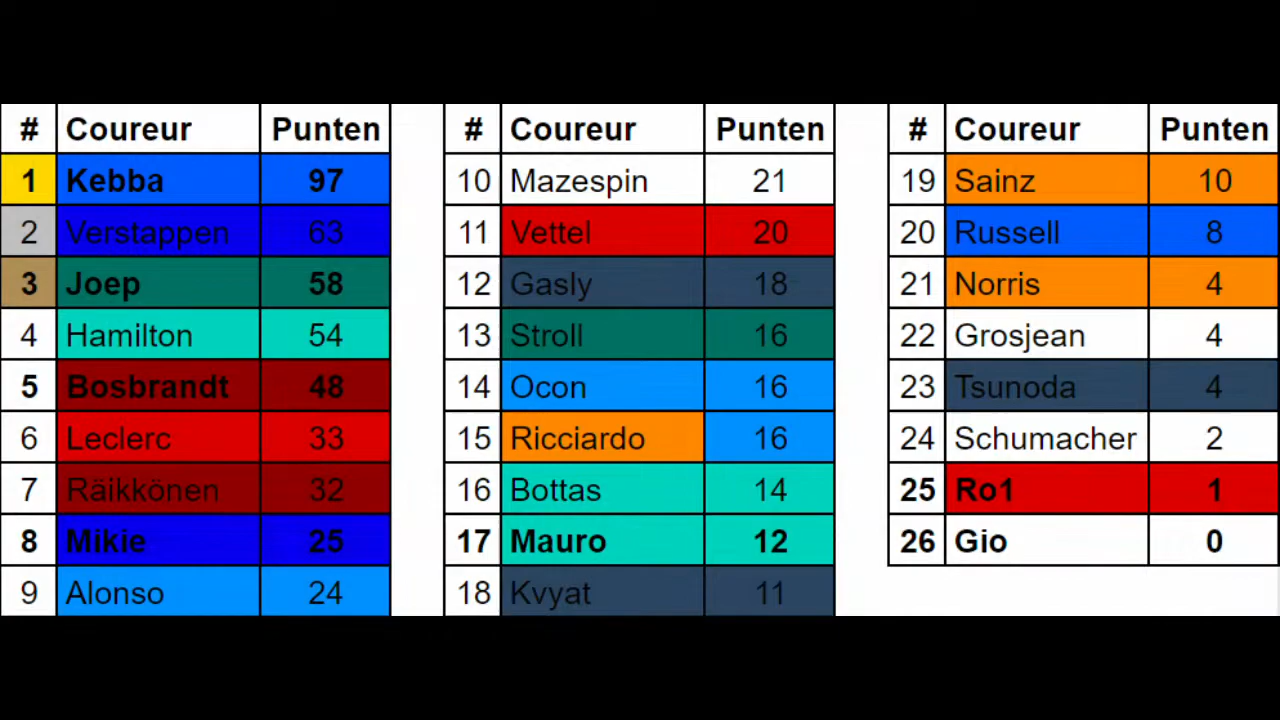 # Coureur Punten
1 Kebba 97
2 Verstappen 63
3 Joep 58
4 Hamilton 54
5 Bosbrandt 48
6 Leclerc 33
7 Räikkönen 32
8 Mikie 25
9 Alonso 24
# Coureur Punten
10 Mazespin 21
11 Vettel 20
12 Gasly 18
13 Stroll 16
14 Ocon 16
15 Ricciardo 16
16 Bottas 14
17 Mauro 12
18 Kvyat 11
# Coureur Punten
19 Sainz 10
20 Russell 8
21 Norris 4
22 Grosjean 4
23 Tsunoda 4
24 Schumacher 2
25 Ro1 1
26 Gio 0